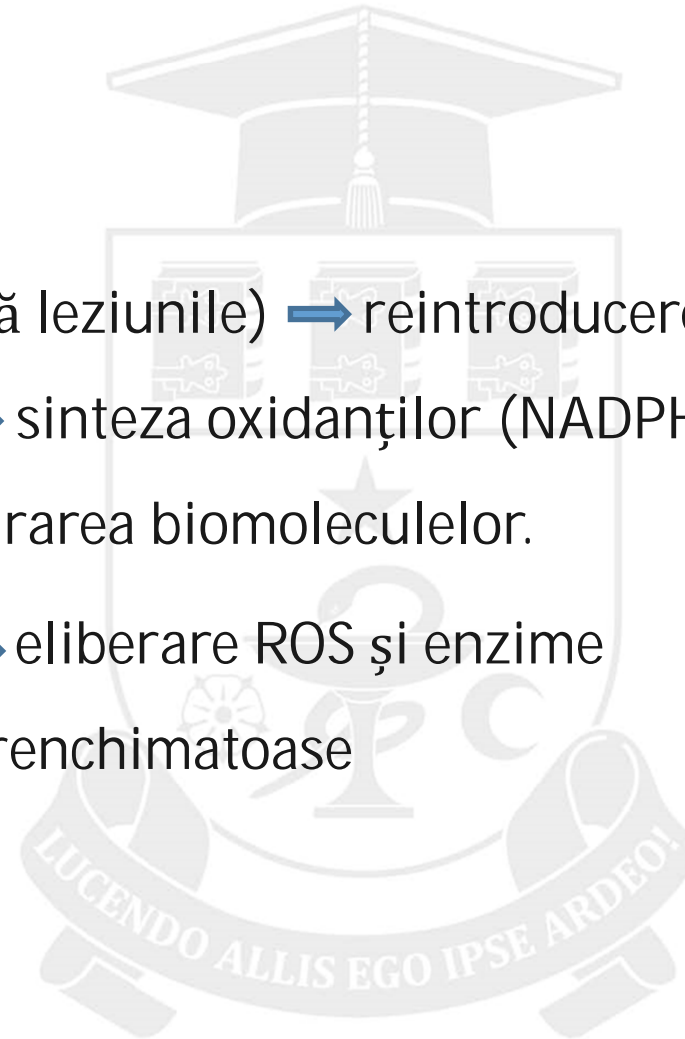 ă leziunile) ➡ reintroducere
sinteza oxidanților (NADPH
rarea biomoleculelor.
eliberare ROS și enzime
renchimatoase
LUCENDO ALLIS EGO IPSE ARDEO!